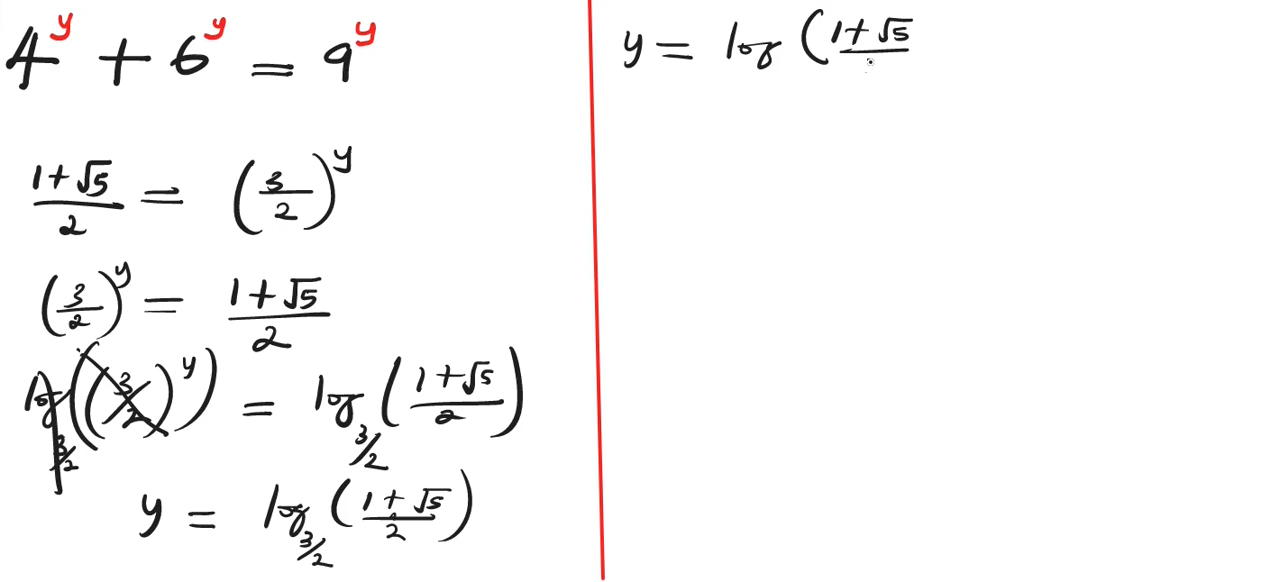 4^y + 6^y = 9^y
(1+√5)/2 = (3/2)^y
(3/2)^y = (1+√5)/2
log_{3/2}((3/2)^y) = log_{3/2}((1+√5)/2)
y = log_{3/2}((1+√5)/2)
y = log((1+√5